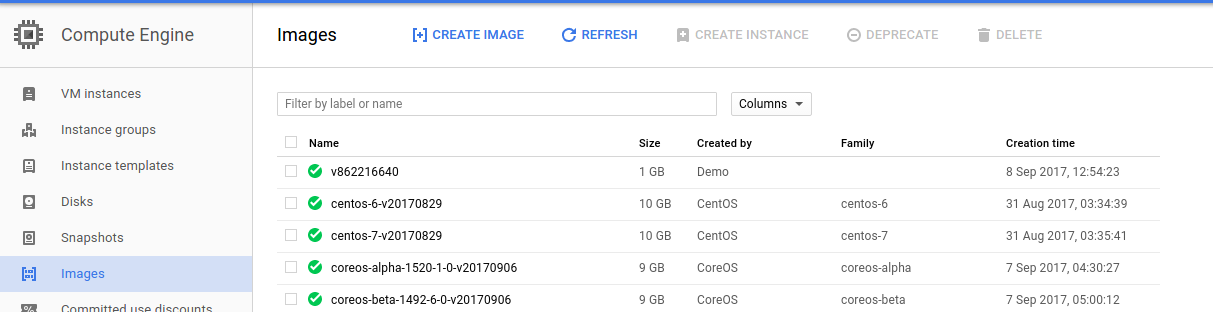 Compute Engine
Images
CREATE IMAGE
REFRESH
CREATE INSTANCE
DEPRECATE
DELETE
VM instances
Instance groups
Instance templates
Disks
Snapshots
Images
Committed use discounts
Filter by label or name
Columns
Name Size Created by Family Creation time
v862216640 1 GB Demo 8 Sep 2017, 12:54:23
centos-6-v20170829 10 GB CentOS centos-6 31 Aug 2017, 03:34:39
centos-7-v20170829 10 GB CentOS centos-7 31 Aug 2017, 03:35:41
coreos-alpha-1520-1-0-v20170906 9 GB CoreOS coreos-alpha 7 Sep 2017, 04:30:27
coreos-beta-1492-6-0-v20170906 9 GB CoreOS coreos-beta 7 Sep 2017, 05:00:12